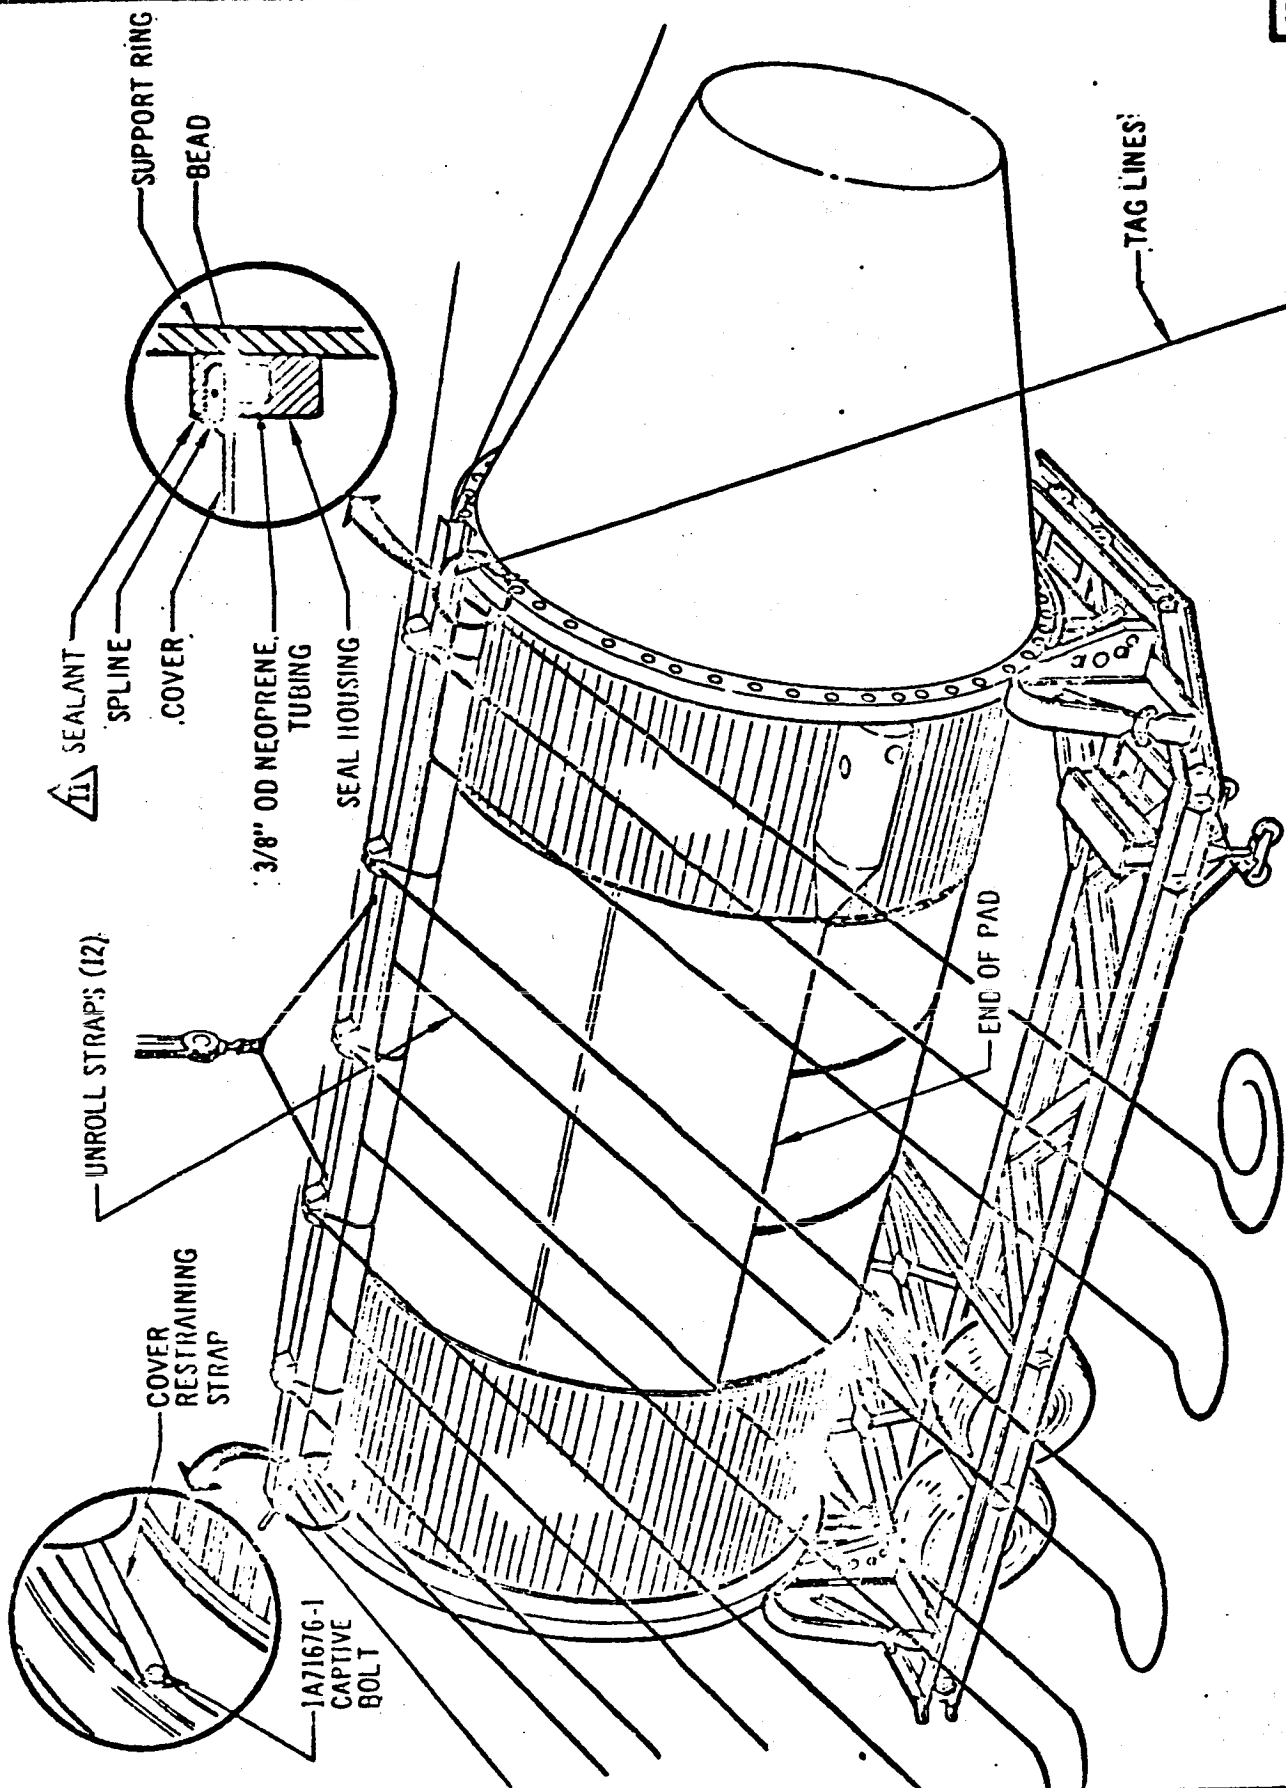 COVER
RESTRAINING
STRAP
1A71676-1
CAPTIVE
BOLT
UNROLL STRAPS (12)
11 SEALANT
SPLINE
COVER
3/8" OD NEOPRENE
TUBING
SEAL HOUSING
SUPPORT RING
BEAD
END OF PAD
TAG LINES